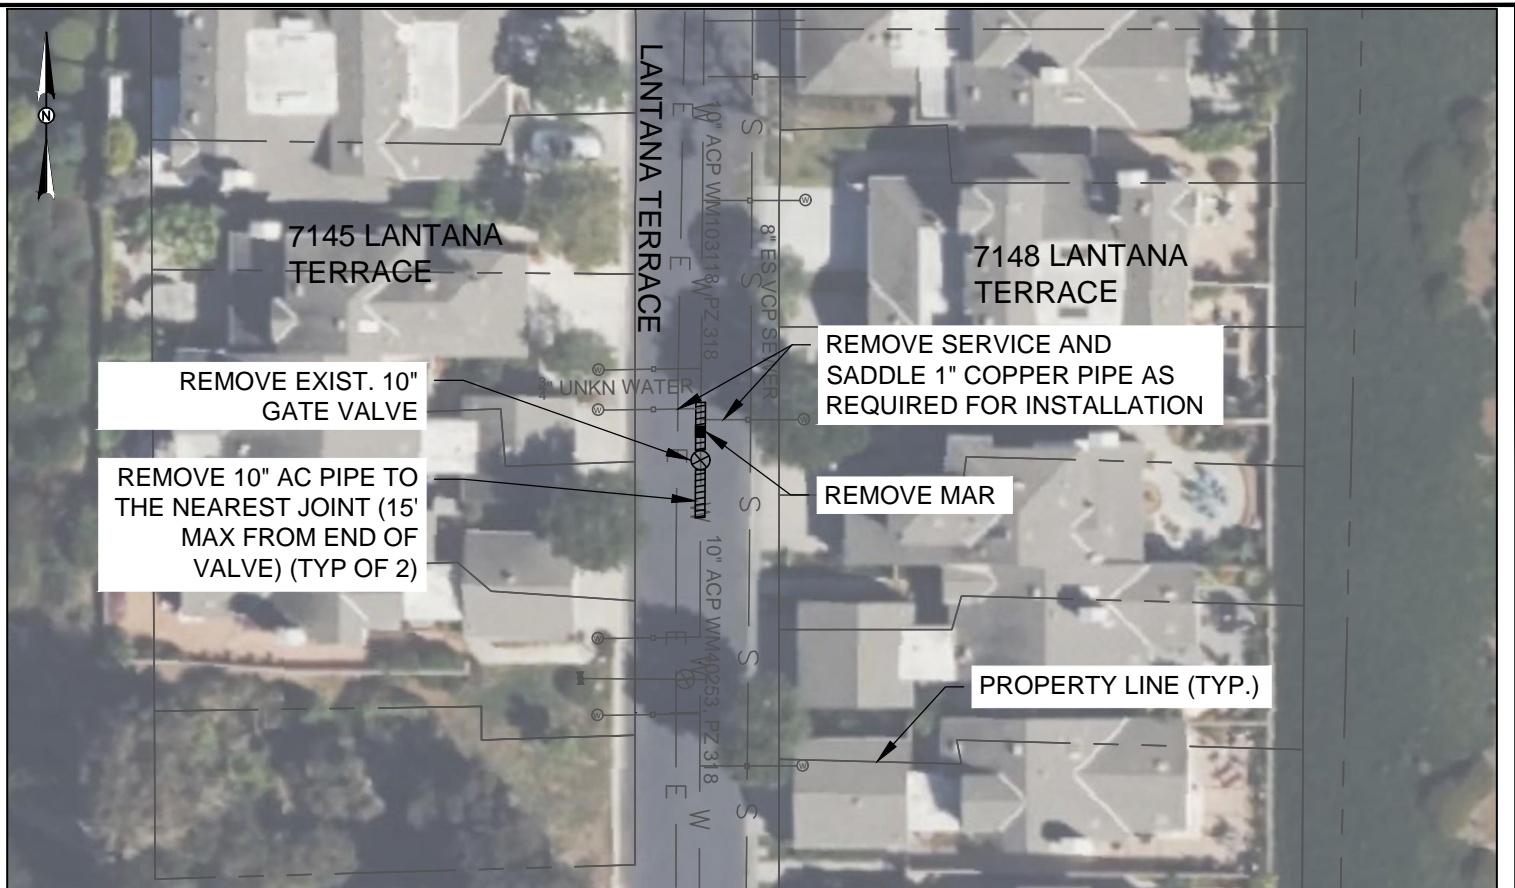 N
LANTANA TERRACE
7145 LANTANA
TERRACE
7148 LANTANA
TERRACE
10" ACP WM103118, PZ 318
8" ES VCP SEWER
UNKN WATER
REMOVE EXIST. 10"
GATE VALVE
REMOVE SERVICE AND
SADDLE 1" COPPER PIPE AS
REQUIRED FOR INSTALLATION
REMOVE 10" AC PIPE TO
THE NEAREST JOINT (15'
MAX FROM END OF
VALVE) (TYP OF 2)
REMOVE MAR
10" ACP WM40253, PZ 318
PROPERTY LINE (TYP.)
E
W
S
E
W
S
E
S
W
E
W
S
E
W
S
W
W
W
W
W
W
W